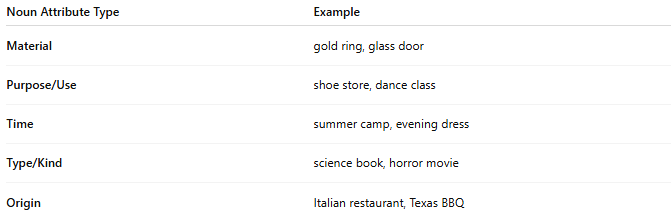 Noun Attribute Type Example
Material gold ring, glass door
Purpose/Use shoe store, dance class
Time summer camp, evening dress
Type/Kind science book, horror movie
Origin Italian restaurant, Texas BBQ